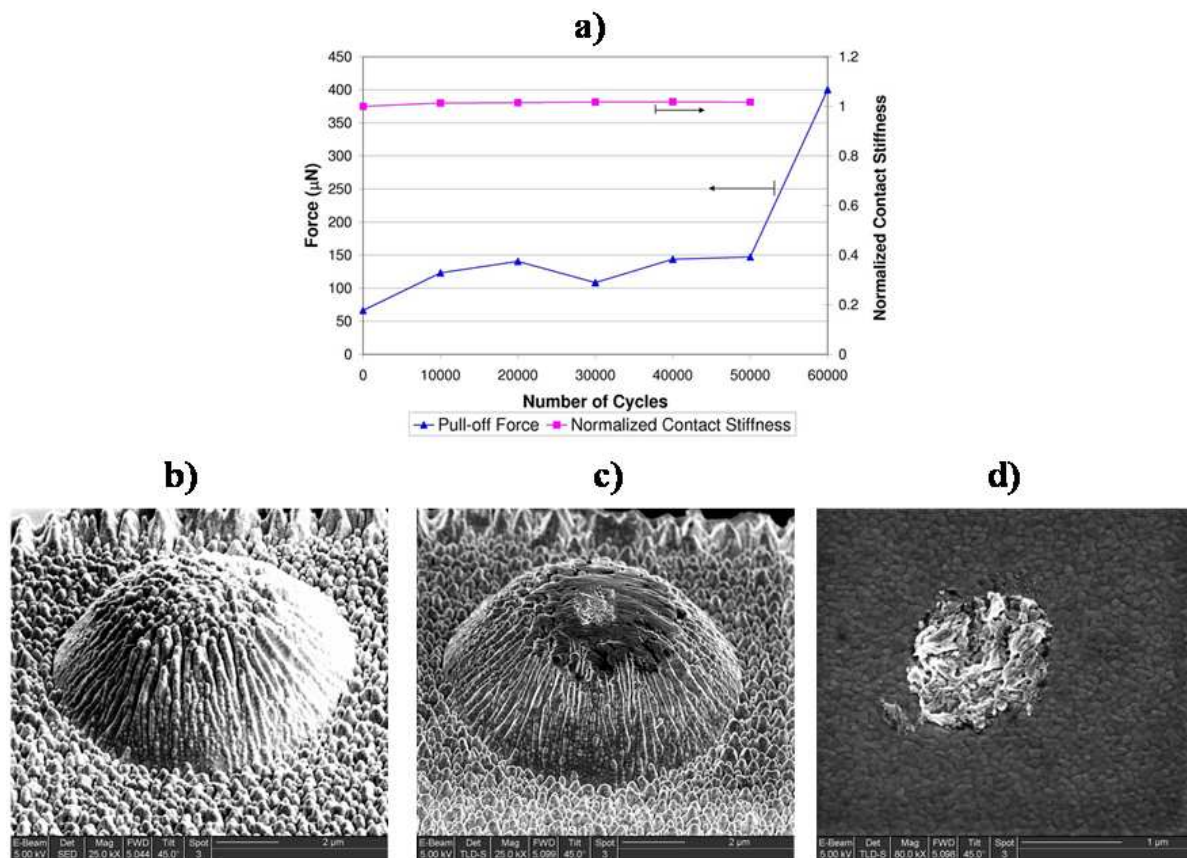 a)
450
400
350
300
250
200
150
100
50
0
Force (μN)
1.2
1
0.8
0.6
0.4
0.2
0
Normalized Contact Stiffness
0 10000 20000 30000 40000 50000 60000
Number of Cycles
Pull-off Force Normalized Contact Stiffness
b) c) d)
E-Beam Det Mag FWD Tilt Spot 2 μm
5.00 kV SED 25.0 kX 5.044 45.0° 3
E-Beam Det Mag FWD Tilt Spot 2 μm
5.00 kV TLD-S 25.0 kX 5.099 45.0° 3
E-Beam Det Mag FWD Tilt Spot 1 μm
5.00 kV TLD-S 80.0 kX 5.098 45.0° 3